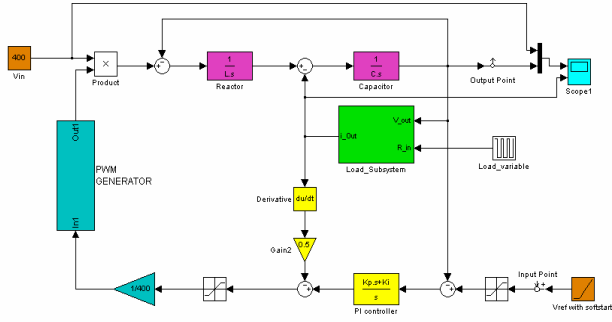 400
Vin
×
Product
1
L.s
Reactor
1
C.s
Capacitor
Output Point
Scope1
Out1
In1
PWM
GENERATOR
V_out
I_Out
R_in
Load_Subsystem
Load_variable
Derivative
du/dt
Gain2
0.5
1/400
Kp.s+Ki
s
PI controller
Input Point
Vref with softstart